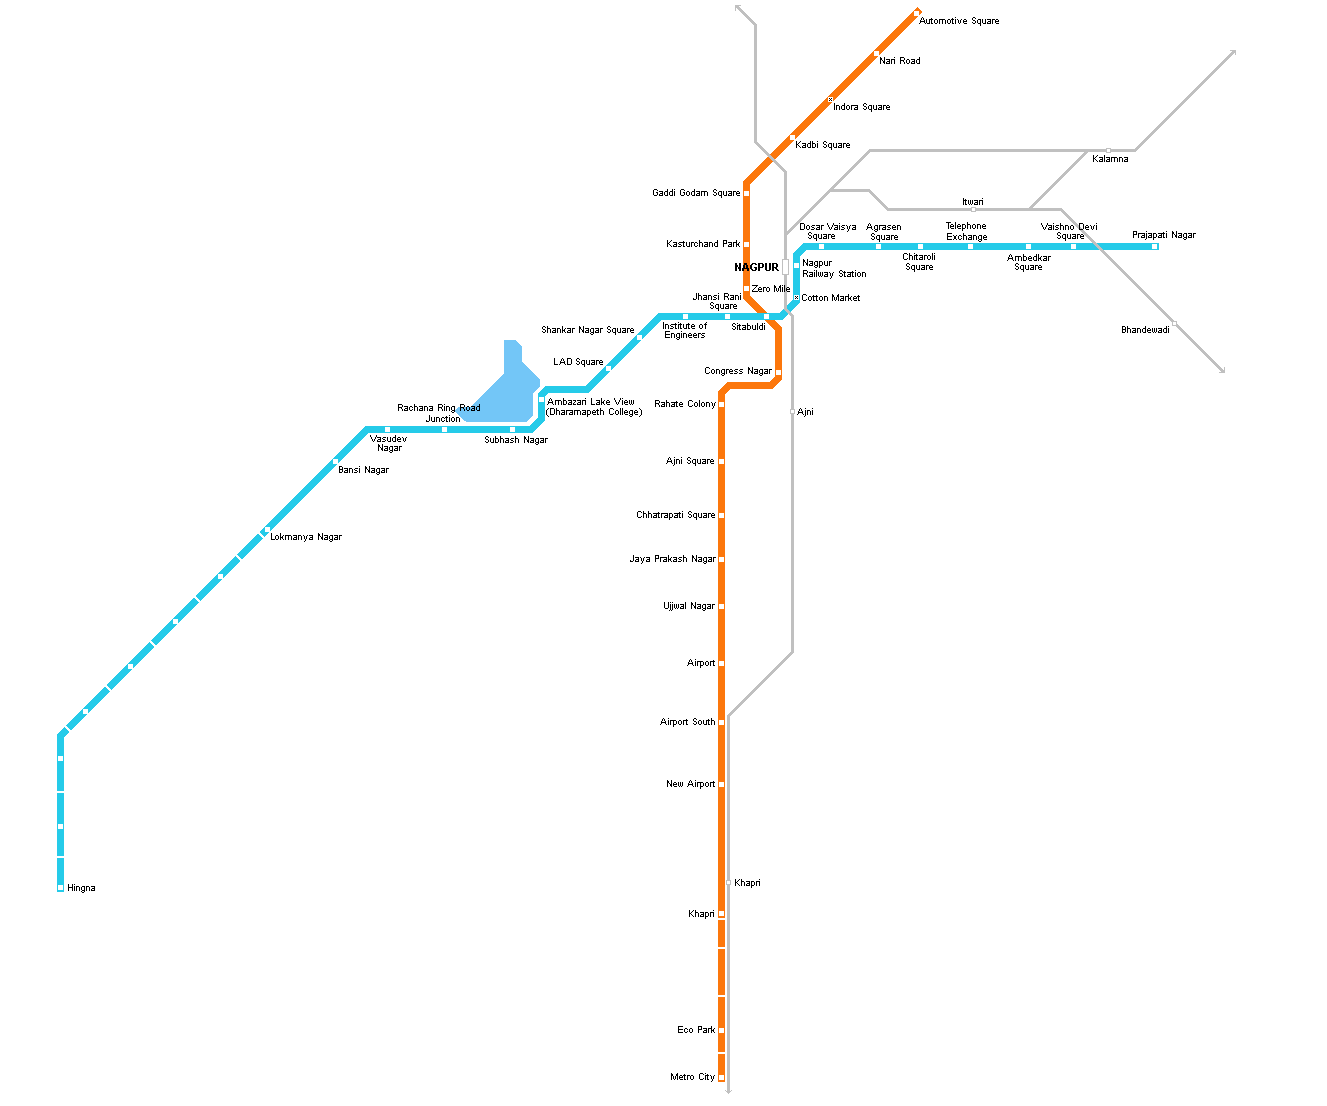 Automotive Square
Nari Road
Indora Square
Kadbi Square
Kalamna
Gaddi Godam Square
Itwari
Dosar Vaisya
Square
Agrasen
Square
Telephone
Exchange
Vaishno Devi
Square
Prajapati Nagar
Kasturchand Park
Chitaroli
Square
Ambedkar
Square
NAGPUR
Nagpur
Railway Station
Zero Mile
Cotton Market
Jhansi Rani
Square
Institute of
Engineers
Sitabuldi
Shankar Nagar Square
Bhandewadi
LAD Square
Congress Nagar
Ambazari Lake View
(Dharamapeth College)
Rahate Colony
Rachana Ring Road
Junction
Ajni
Vasudev
Nagar
Subhash Nagar
Bansi Nagar
Ajni Square
Chhatrapati Square
Lokmanya Nagar
Jaya Prakash Nagar
Ujjwal Nagar
Airport
Airport South
New Airport
Hingna
Khapri
Khapri
Eco Park
Metro City